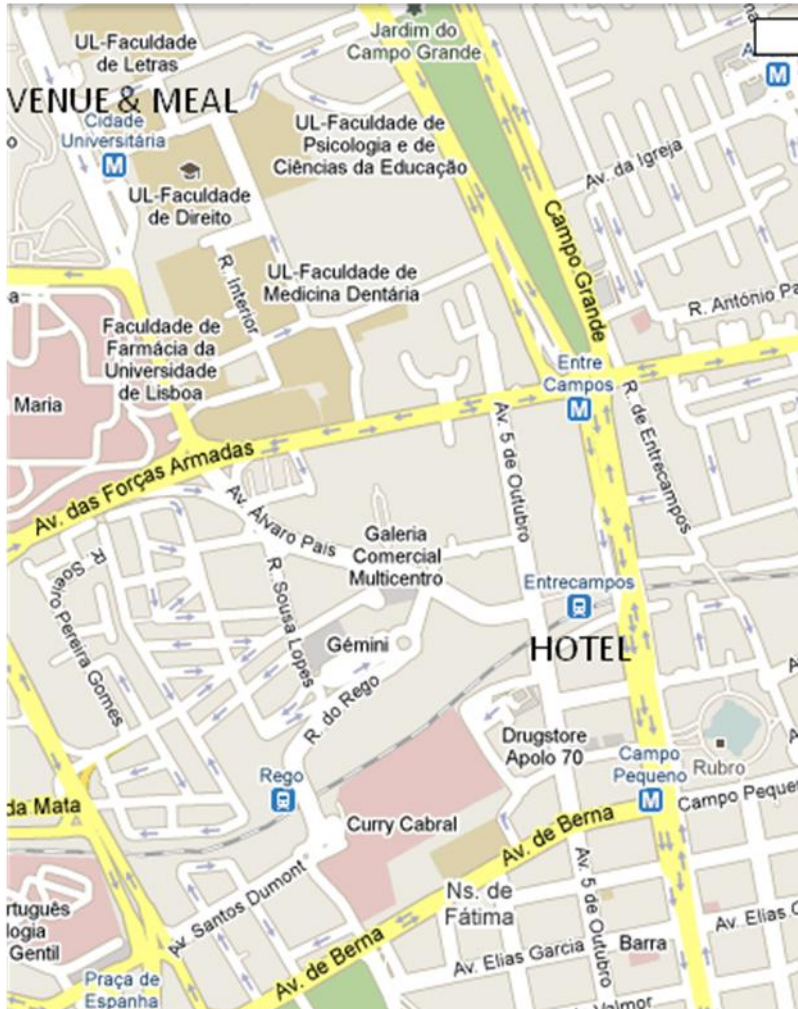 UL-Faculdade
de Letras
Jardim do
Campo Grande
VENUE & MEAL
Cidade
Universitária
M
M
UL-Faculdade de
Psicologia e de
Ciências da Educação
Av. da Igreja
UL-Faculdade
de Direito
Campo Grande
R. Interior
UL-Faculdade de
Medicina Dentária
R. António
Faculdade de
Farmácia da
Universidade
de Lisboa
Maria
Entre
Campos
M
Av. 5 de Outubro
R. de Entrecampos
Av. das Forças Armadas
Av. Álvaro Pais
Galeria
Comercial
Multicentro
R. Soeiro Pereira Gomes
R. Sousa Lopes
Entrecampos
Gémini
HOTEL
R. do Rego
Drugstore
Apolo 70
Campo
Pequeno
M
Rubro
Rego
da Mata
Curry Cabral
Campo Peque
Av. de Berna
Ns. de
Fátima
Av. Santos Dumont
Av. 5 de Outubro
rtuguês
logia
Gentil
Av. Elias
Av. Elias Garcia
Barra
Av. de Berna
Praça de
Espanha
Valmor